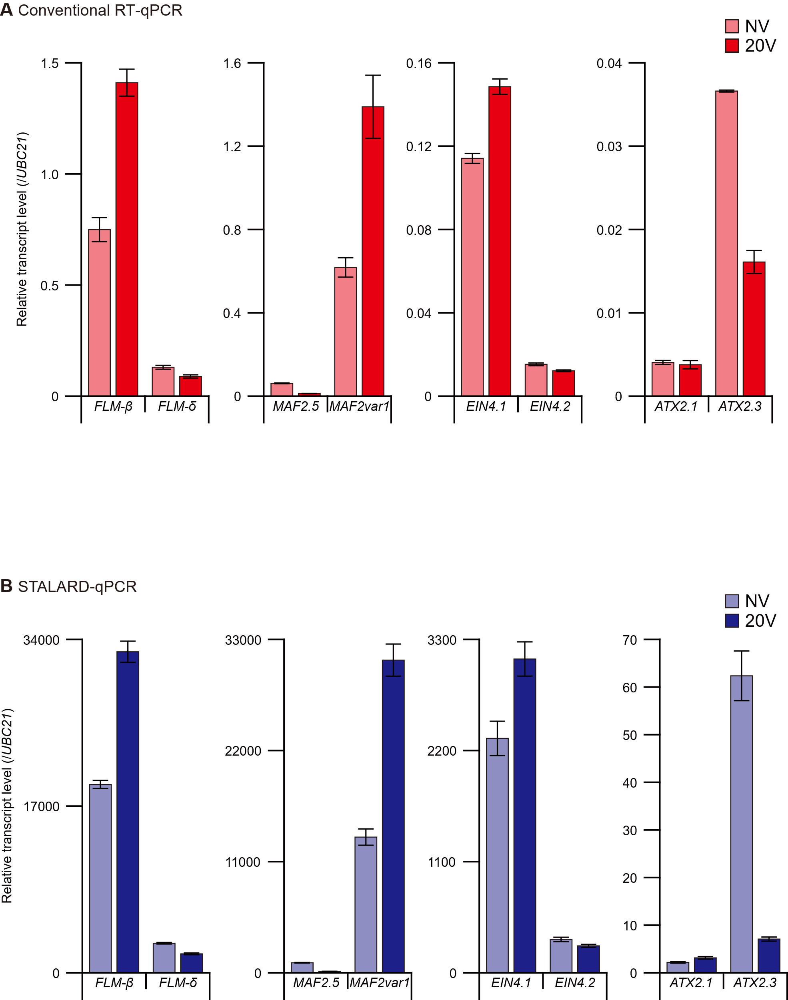 A Conventional RT-qPCR
NV
20V
Relative transcript level (/UBC21)
1.5
1.0
0.5
0
FLM-β
FLM-δ
1.6
1.2
0.8
0.4
0
MAF2.5
MAF2var1
0.16
0.12
0.08
0.04
0
EIN4.1
EIN4.2
0.04
0.03
0.02
0.01
0
ATX2.1
ATX2.3
B STALARD-qPCR
NV
20V
Relative transcript level (/UBC21)
34000
17000
0
FLM-β
FLM-δ
33000
22000
11000
0
MAF2.5
MAF2var1
3300
2200
1100
0
EIN4.1
EIN4.2
70
60
50
40
30
20
10
0
ATX2.1
ATX2.3